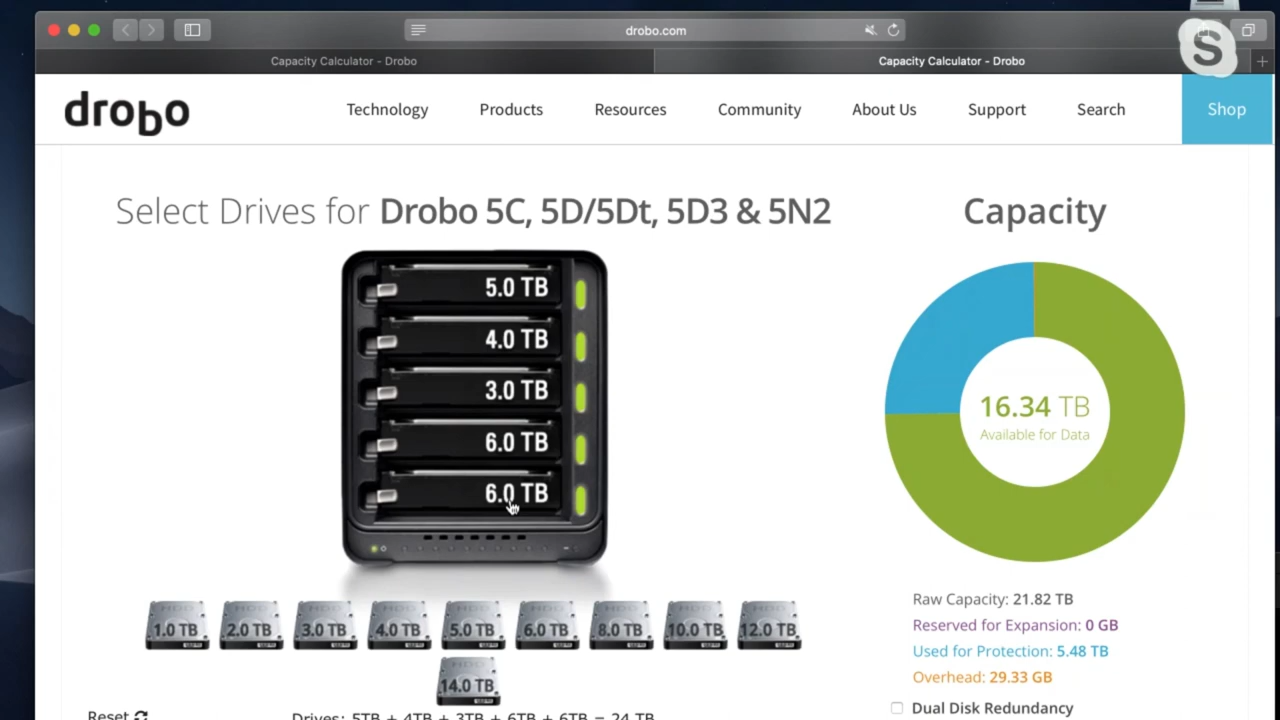 drobo.com
S
Capacity Calculator - Drobo
Capacity Calculator - Drobo
drobo
Technology
Products
Resources
Community
About Us
Support
Search
Shop
Select Drives for Drobo 5C, 5D/5Dt, 5D3 & 5N2
Capacity
5.0 TB
4.0 TB
3.0 TB
6.0 TB
6.0 TB
16.34 TB
Available for Data
1.0 TB
2.0 TB
3.0 TB
4.0 TB
5.0 TB
6.0 TB
8.0 TB
10.0 TB
12.0 TB
14.0 TB
Raw Capacity: 21.82 TB
Reserved for Expansion: 0 GB
Used for Protection: 5.48 TB
Overhead: 29.33 GB
Dual Disk Redundancy
Reset
Drives: 5TB + 4TB + 3TB + 6TB + 6TB = 24 TB